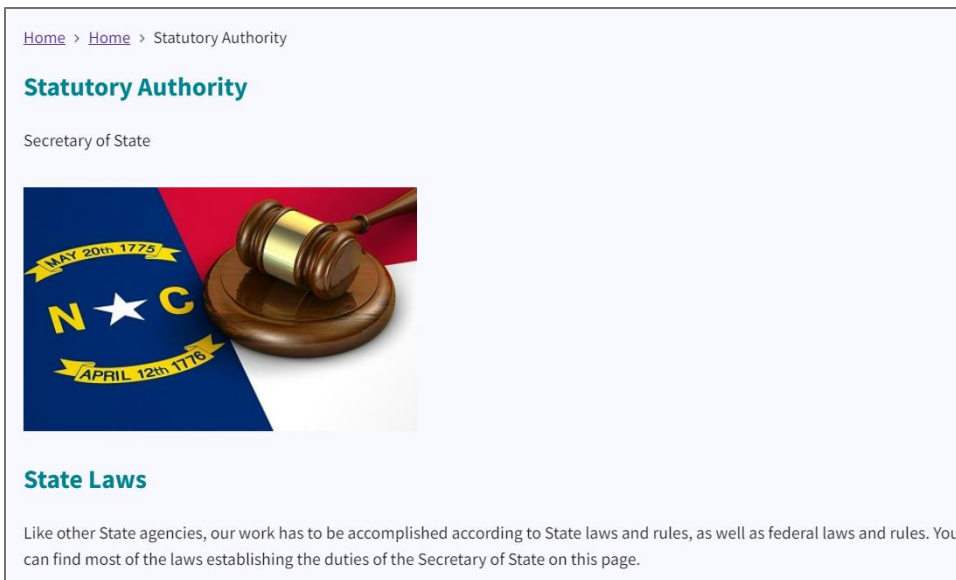 Home > Home > Statutory Authority
Statutory Authority
Secretary of State
MAY 20th 1775
N C
APRIL 12th 1776
State Laws
Like other State agencies, our work has to be accomplished according to State laws and rules, as well as federal laws and rules. You
can find most of the laws establishing the duties of the Secretary of State on this page.